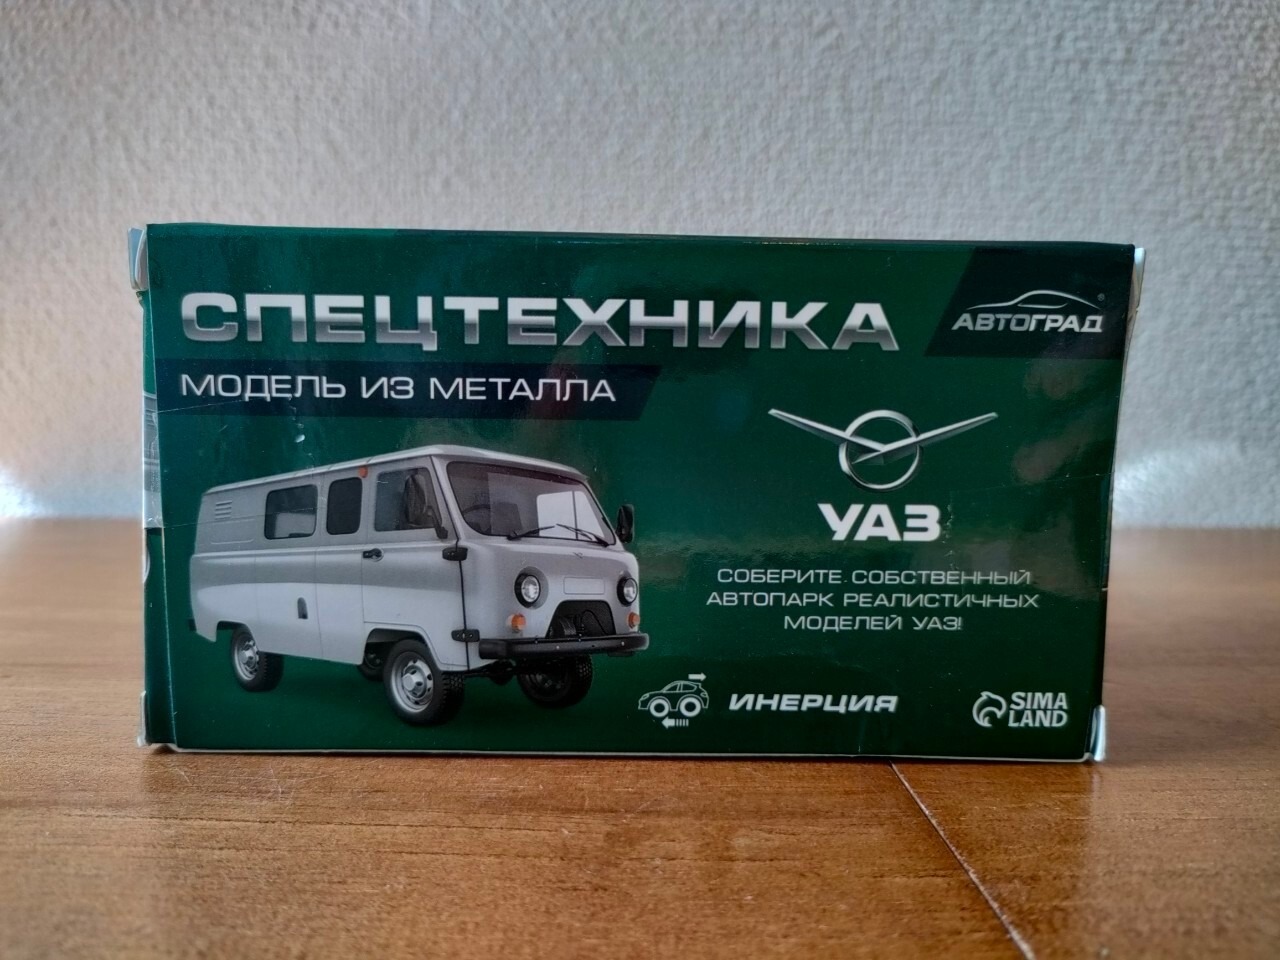 СПЕЦТЕХНИКА
АВТОГРАД
МОДЕЛЬ ИЗ МЕТАЛЛА
УАЗ
СОБЕРИТЕ СОБСТВЕННЫЙ
АВТОПАРК РЕАЛИСТИЧНЫХ
МОДЕЛЕЙ УАЗ!
ИНЕРЦИЯ
SIMA
LAND